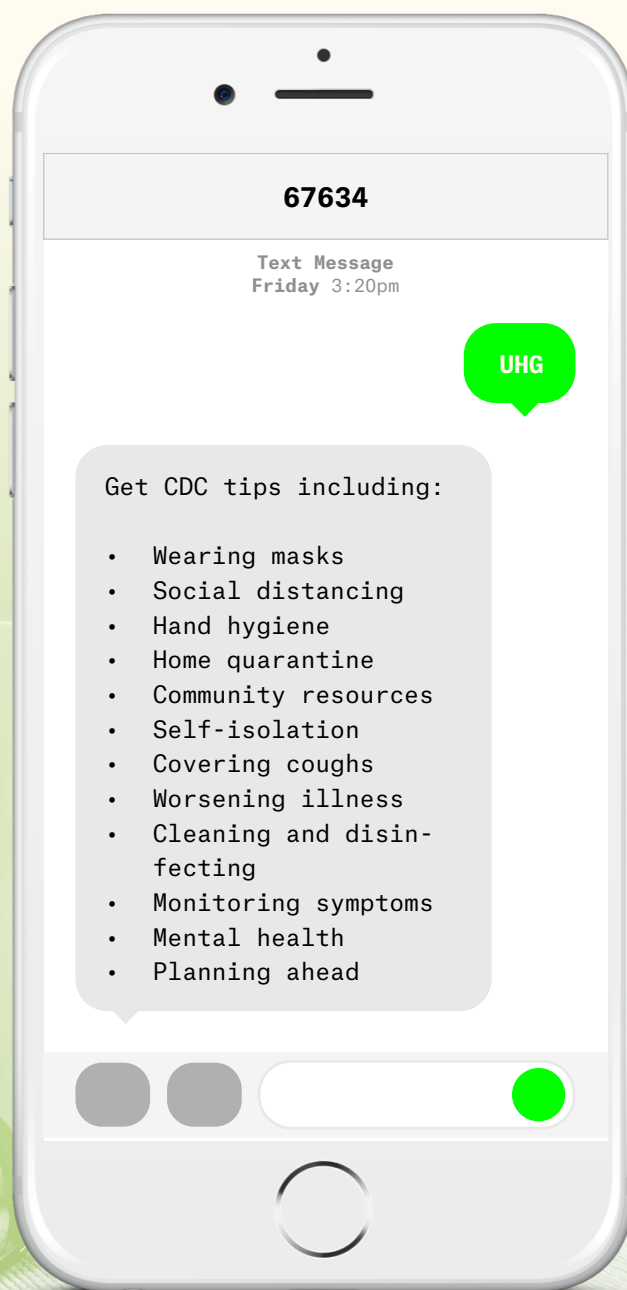 67634
Text Message
Friday 3:20pm
UHG
Get CDC tips including:
• Wearing masks
• Social distancing
• Hand hygiene
• Home quarantine
• Community resources
• Self-isolation
• Covering coughs
• Worsening illness
• Cleaning and disin-
fecting
• Monitoring symptoms
• Mental health
• Planning ahead